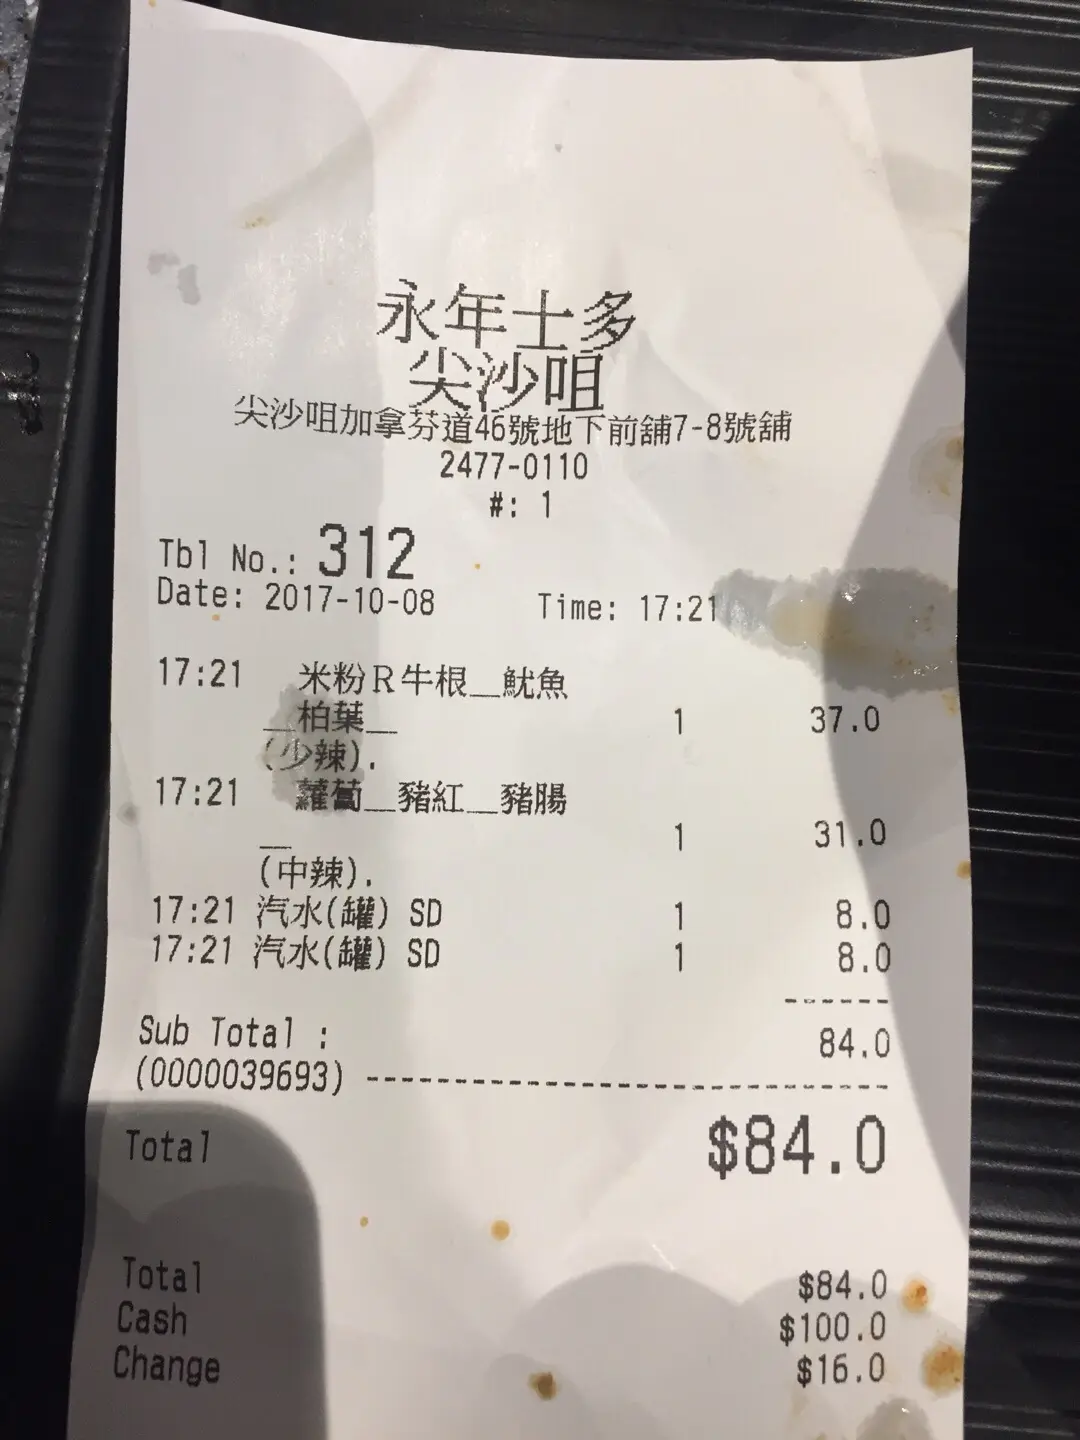 永年士多
尖沙咀
尖沙咀加拿芬道46號地下前舖7-8號舖
2477-0110
#: 1
Tbl No.: 312
Date: 2017-10-08 Time: 17:21
17:21 米粉R牛根__魷魚
__柏葉__ 1 37.0
(少辣).
17:21 蘿蔔__豬紅__豬腸
__ 1 31.0
(中辣).
17:21 汽水(罐) SD 1 8.0
17:21 汽水(罐) SD 1 8.0
------
Sub Total : 84.0
(0000039693) --------------------------------
Total $84.0
Total $84.0
Cash $100.0
Change $16.0